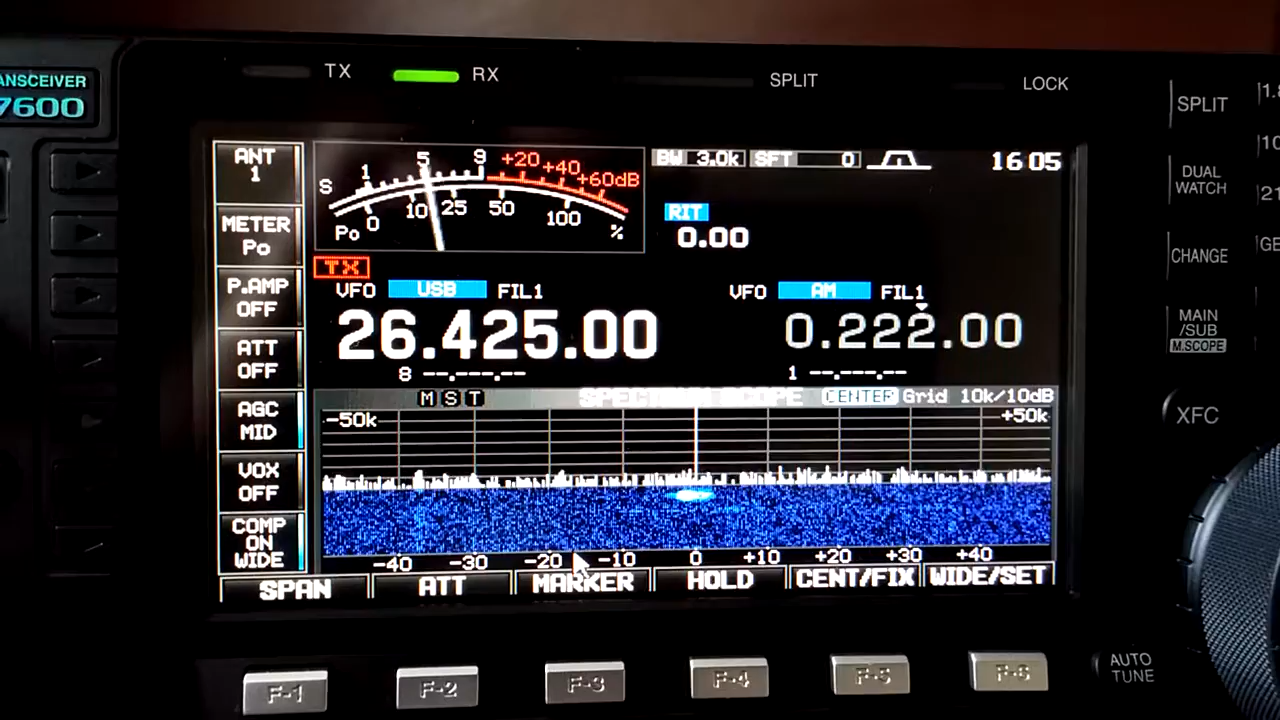 ANSCEIVER
7600
TX RX SPLIT LOCK
SPLIT
DUAL
WATCH
CHANGE
MAIN
/SUB
M.SCOPE
XFC
AUTO
TUNE
ANT
1
METER
Po
P.AMP
OFF
ATT
OFF
AGC
MID
VOX
OFF
COMP
ON
WIDE
S 1 5 9 +20 +40 +60dB
Po 0 10 25 50 100 %
BW 3.0k SFT 0 16 05
RIT
0.00
TX
VFO USB FIL1 VFO AM FIL1
26.425.00 0.222.00
8 --.---.-- 1 --.---.--
M S T SPECTRUM SCOPE CENTER Grid 10k/10dB
-50k +50k
-40 -30 -20 -10 0 +10 +20 +30 +40
SPAN ATT MARKER HOLD CENT/FIX WIDE/SET
F-1 F-2 F-3 F-4 F-5 F-6